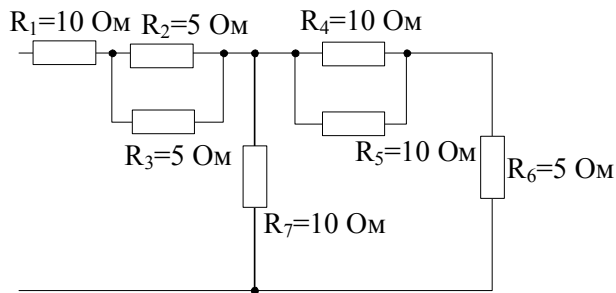 R₁=10 Ом
R₂=5 Ом
R₄=10 Ом
R₃=5 Ом
R₅=10 Ом
R₆=5 Ом
R₇=10 Ом